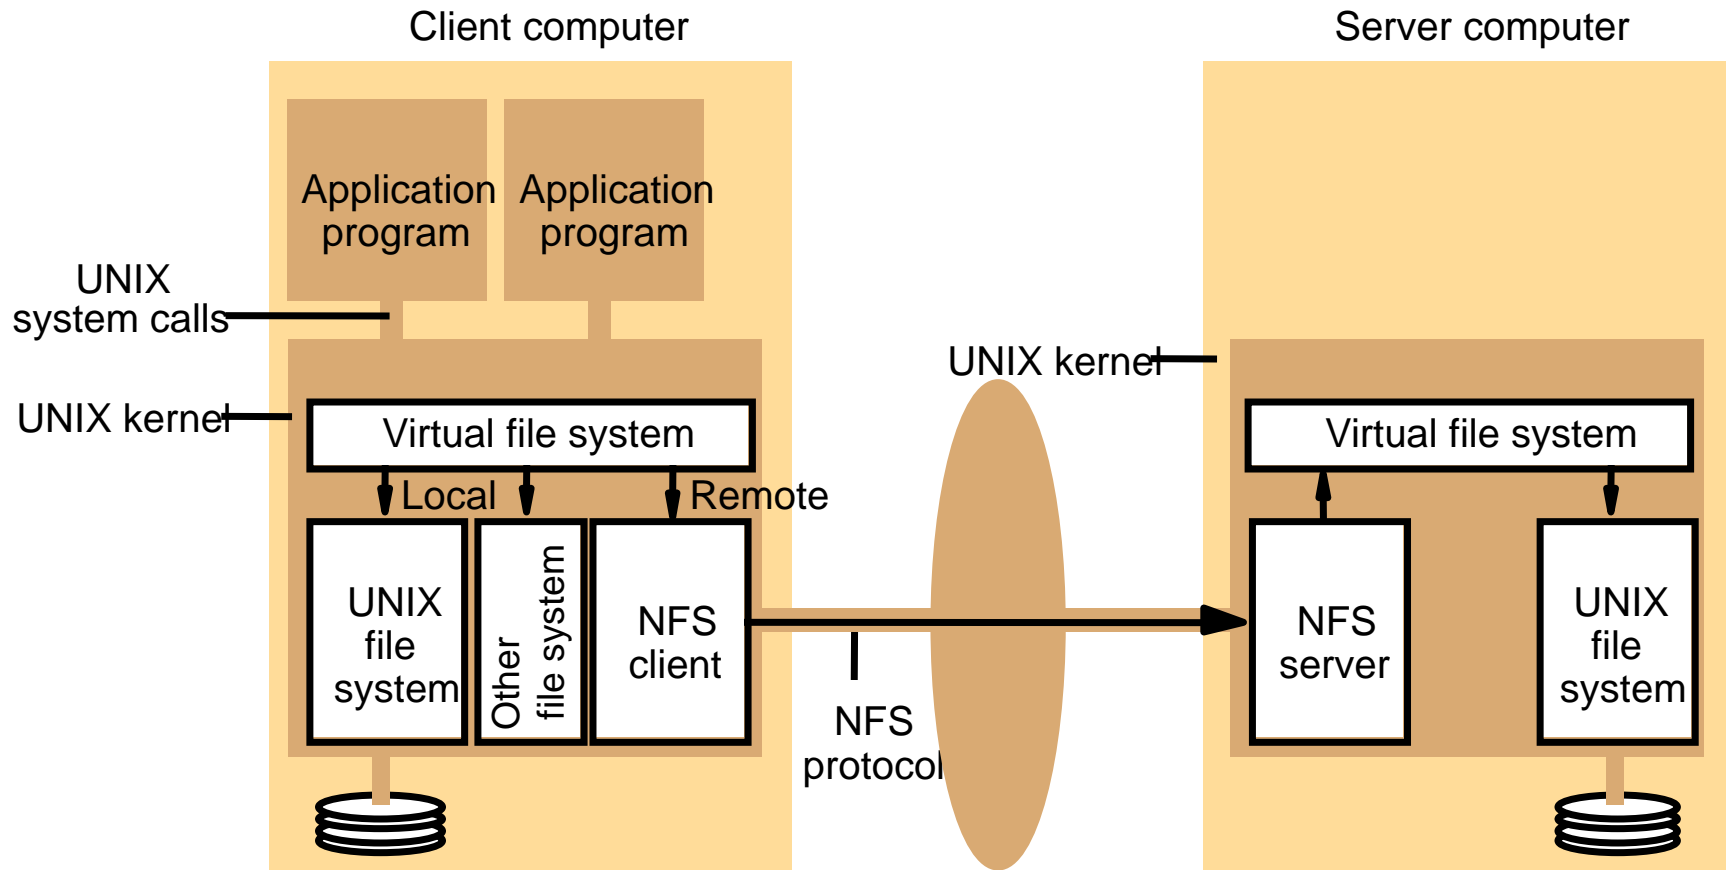 Client computer
Server computer
Application
program
Application
program
UNIX
system calls
UNIX kernel
UNIX kernel
Virtual file system
Virtual file system
Local
Remote
UNIX
file
system
Other
file system
NFS
client
NFS
protocol
NFS
server
UNIX
file
system